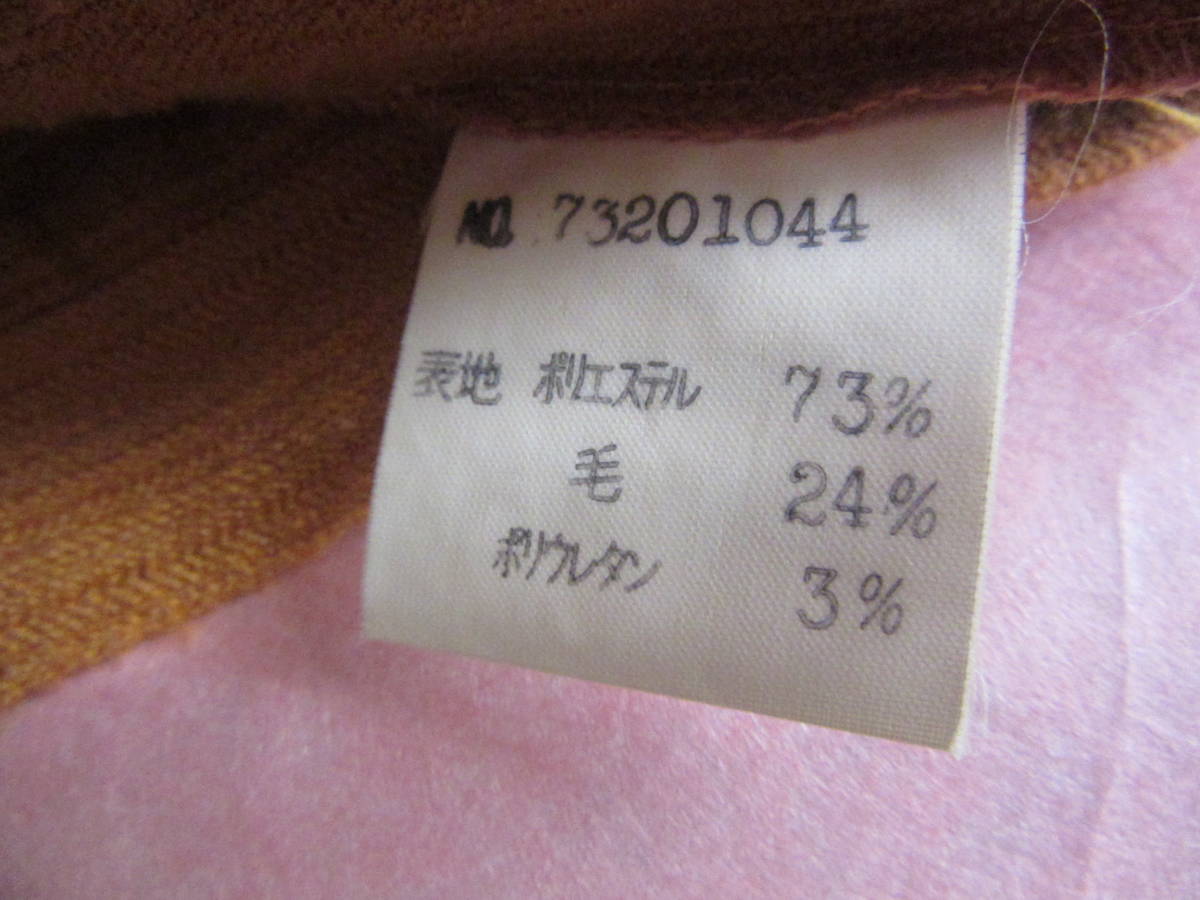 NO. 73201044
表地 ポリエステル 73%
毛 24%
ポリウレタン 3%